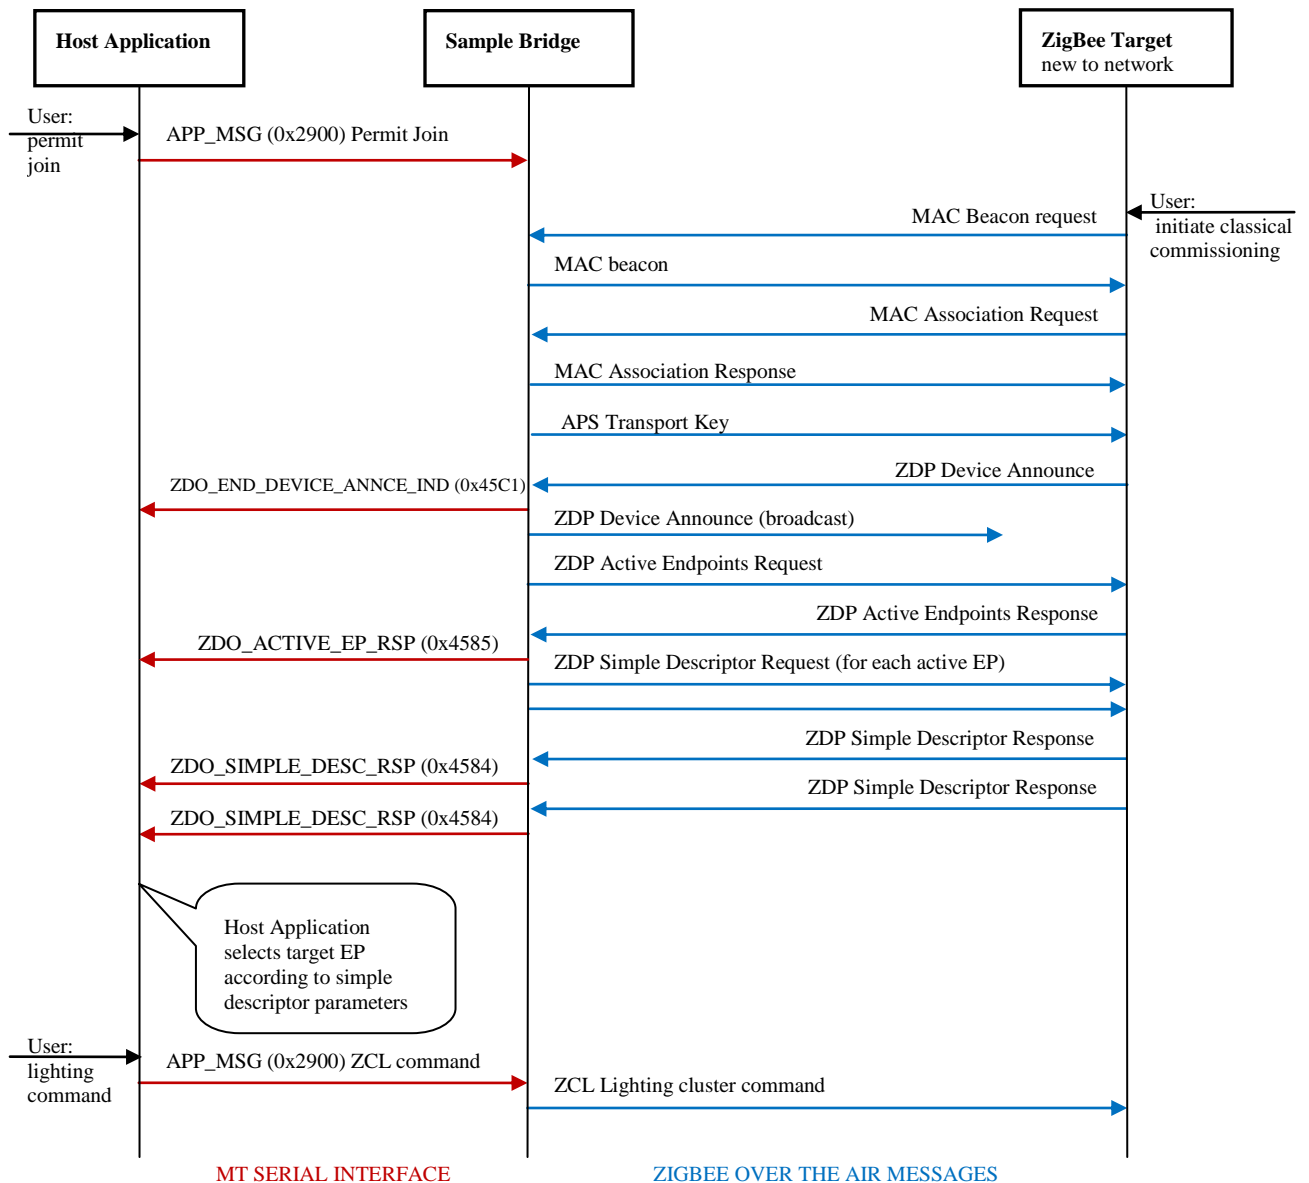 Host Application
Sample Bridge
ZigBee Target
new to network
User:
permit
join
APP_MSG (0x2900) Permit Join
User:
initiate classical
commissioning
MAC Beacon request
MAC beacon
MAC Association Request
MAC Association Response
APS Transport Key
ZDP Device Announce
ZDO_END_DEVICE_ANNCE_IND (0x45C1)
ZDP Device Announce (broadcast)
ZDP Active Endpoints Request
ZDP Active Endpoints Response
ZDO_ACTIVE_EP_RSP (0x4585)
ZDP Simple Descriptor Request (for each active EP)
ZDP Simple Descriptor Response
ZDO_SIMPLE_DESC_RSP (0x4584)
ZDP Simple Descriptor Response
ZDO_SIMPLE_DESC_RSP (0x4584)
Host Application
selects target EP
according to simple
descriptor parameters
User:
lighting
command
APP_MSG (0x2900) ZCL command
ZCL Lighting cluster command
MT SERIAL INTERFACE
ZIGBEE OVER THE AIR MESSAGES